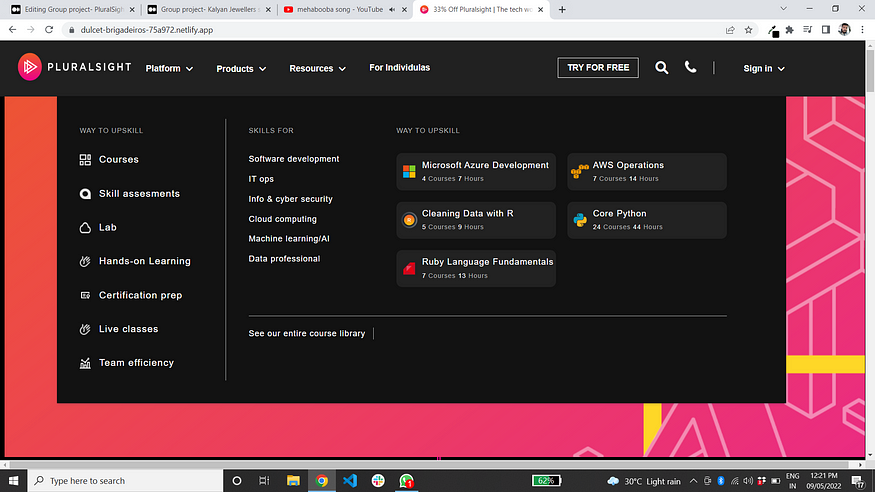 Editing Group project- PluralSigh
Group project- Kalyan Jewellers
mehabooba song - YouTube
33% Off Pluralsight | The tech w
dulcet-brigadeiros-75a972.netlify.app
PLURALSIGHT
Platform
Products
Resources
For Individulas
TRY FOR FREE
Sign in
WAY TO UPSKILL
Courses
Skill assesments
Lab
Hands-on Learning
Certification prep
Live classes
Team efficiency
SKILLS FOR
Software development
IT ops
Info & cyber security
Cloud computing
Machine learning/AI
Data professional
WAY TO UPSKILL
Microsoft Azure Development
4 Courses 7 Hours
AWS Operations
7 Courses 14 Hours
Cleaning Data with R
5 Courses 9 Hours
Core Python
24 Courses 44 Hours
Ruby Language Fundamentals
7 Courses 13 Hours
See our entire course library
Type here to search
1
62%
30°C Light rain
ENG
IN
12:21 PM
09/05/2022
17